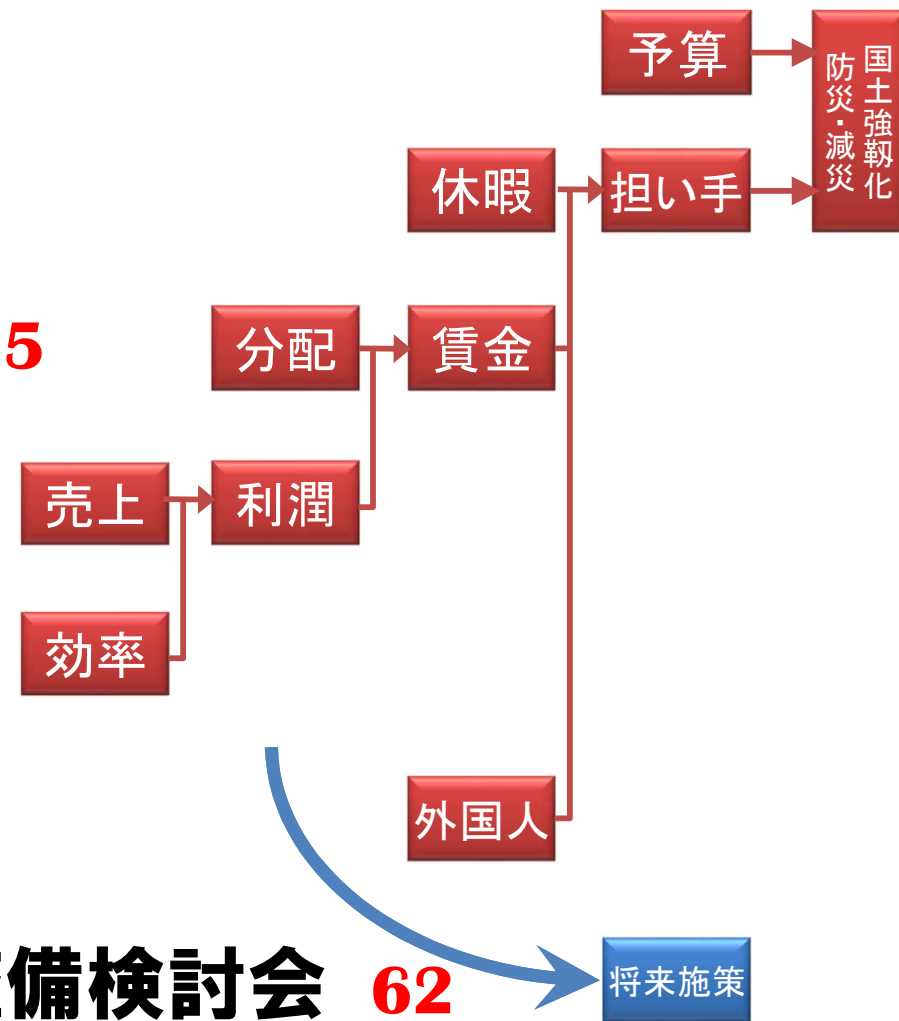 予算
国土強靱化
防災・減災
休暇
担い手
5
分配
賃金
売上
利潤
効率
外国人
備検討会 62
将来施策